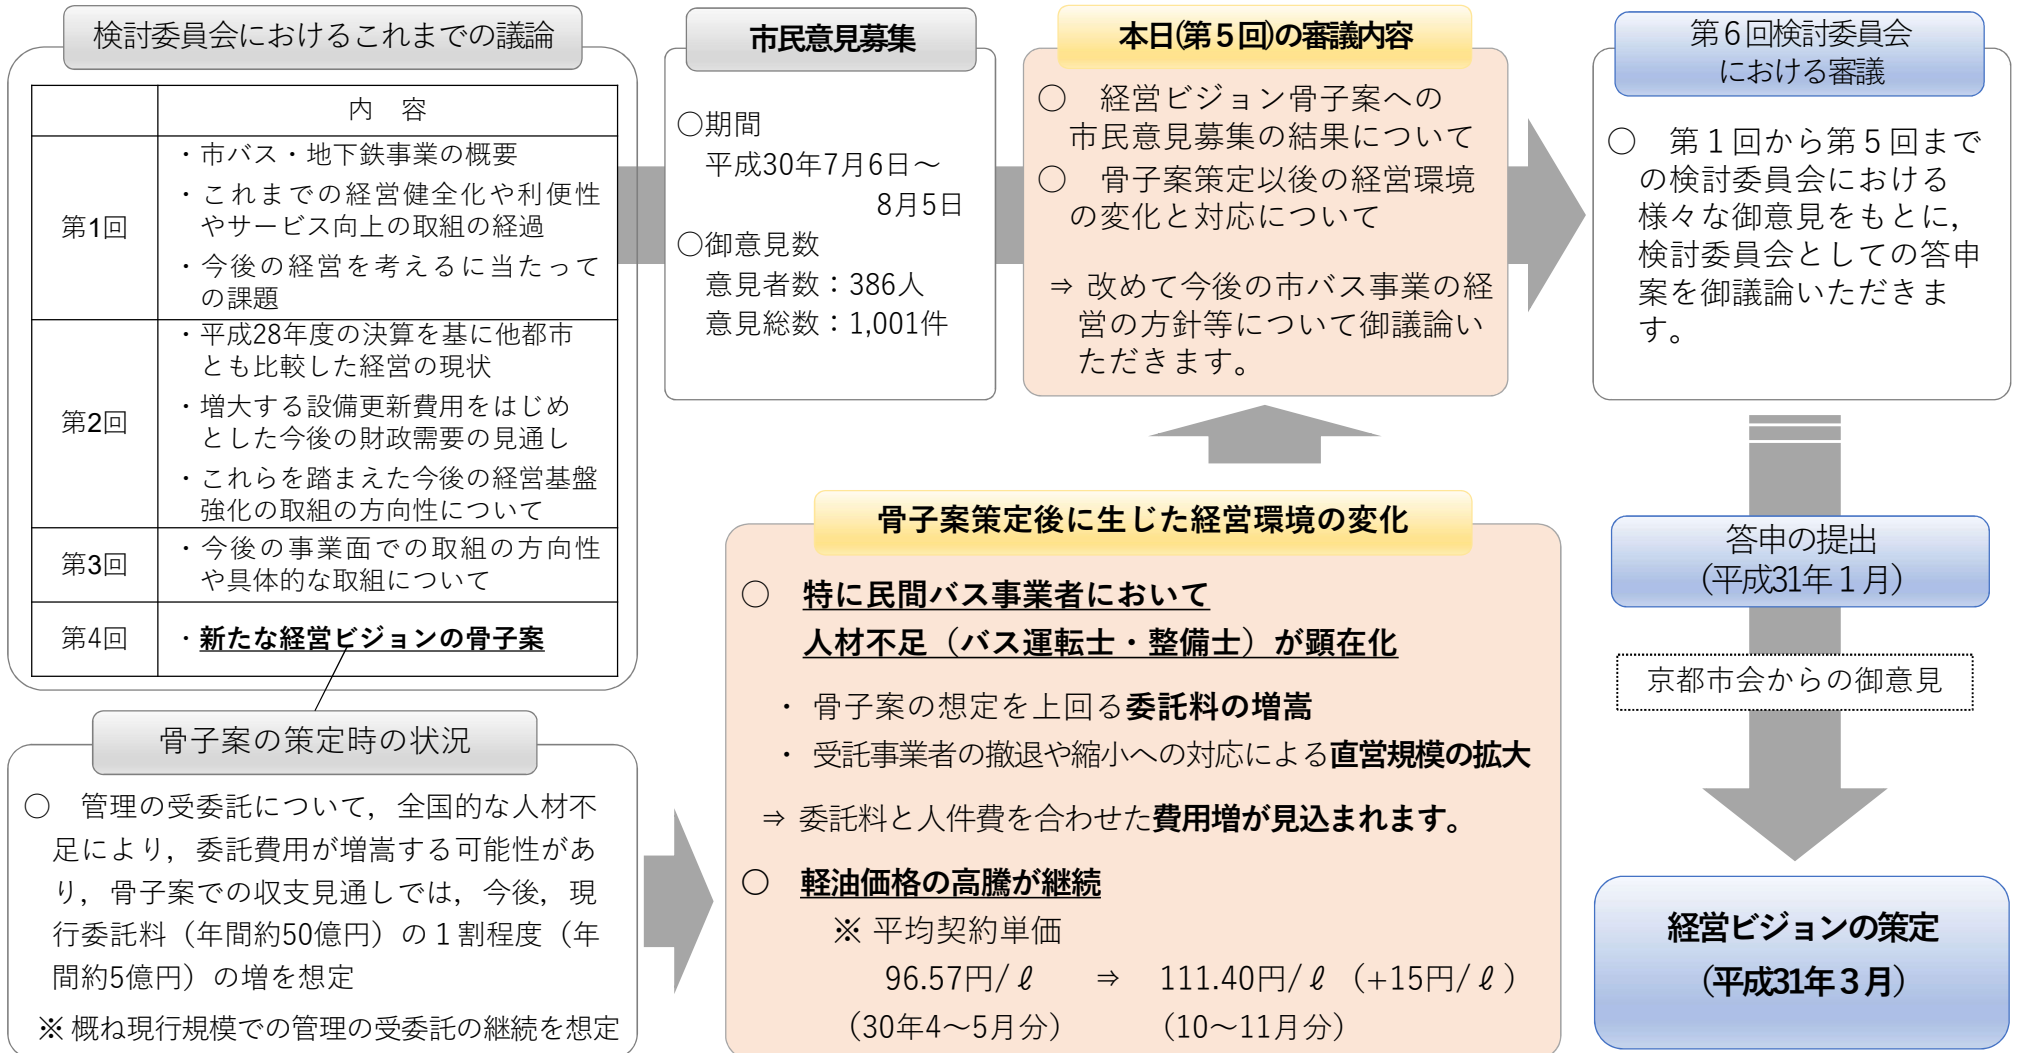 検討委員会におけるこれまでの議論
内　容
第1回
・市バス・地下鉄事業の概要
・これまでの経営健全化や利便性
やサービス向上の取組の経過
・今後の経営を考えるに当たって
の課題
第2回
・平成28年度の決算を基に他都市
とも比較した経営の現状
・増大する設備更新費用をはじめ
とした今後の財政需要の見通し
・これらを踏まえた今後の経営基盤
強化の取組の方向性について
第3回
・今後の事業面での取組の方向性
や具体的な取組について
第4回
・新たな経営ビジョンの骨子案
骨子案の策定時の状況
○　管理の受委託について，全国的な人材不
足により，委託費用が増嵩する可能性があ
り，骨子案での収支見通しでは，今後，現
行委託料（年間約50億円）の１割程度（年
間約5億円）の増を想定
※ 概ね現行規模での管理の受委託の継続を想定
市民意見募集
○期間
平成30年7月6日～
8月5日
○御意見数
意見者数：386人
意見総数：1,001件
本日(第５回)の審議内容
○　経営ビジョン骨子案への
市民意見募集の結果について
○　骨子案策定以後の経営環境
の変化と対応について
⇒ 改めて今後の市バス事業の経
営の方針等について御議論い
ただきます。
骨子案策定後に生じた経営環境の変化
○　特に民間バス事業者において
人材不足（バス運転士・整備士）が顕在化
・ 骨子案の想定を上回る委託料の増嵩
・ 受託事業者の撤退や縮小への対応による直営規模の拡大
⇒ 委託料と人件費を合わせた費用増が見込まれます。
○　軽油価格の高騰が継続
※ 平均契約単価
96.57円/ℓ　⇒　111.40円/ℓ（+15円/ℓ）
（30年4～5月分）　（10～11月分）
第６回検討委員会
における審議
○　第１回から第５回まで
の検討委員会における
様々な御意見をもとに，
検討委員会としての答申
案を御議論いただきま
す。
答申の提出
（平成31年１月）
京都市会からの御意見
経営ビジョンの策定
（平成31年３月）